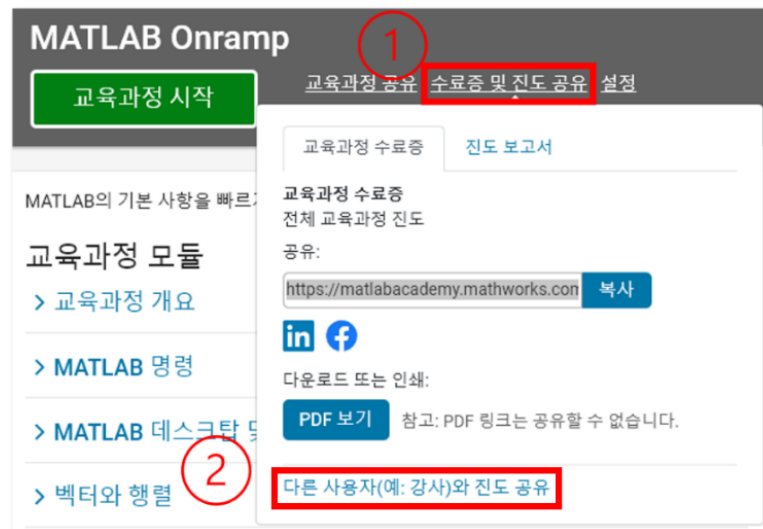 MATLAB Onramp
1
교육과정 시작
교육과정 공유 수료증 및 진도 공유 설정
교육과정 수료증 진도 보고서
MATLAB의 기본 사항을 빠르
교육과정 수료증
전체 교육과정 진도
공유:
교육과정 모듈
https://matlabacademy.mathworks.com 복사
> 교육과정 개요
in f
> MATLAB 명령
다운로드 또는 인쇄:
PDF 보기 참고: PDF 링크는 공유할 수 없습니다.
> MATLAB 데스크탑 및
2
다른 사용자(예: 강사)와 진도 공유
> 벡터와 행렬